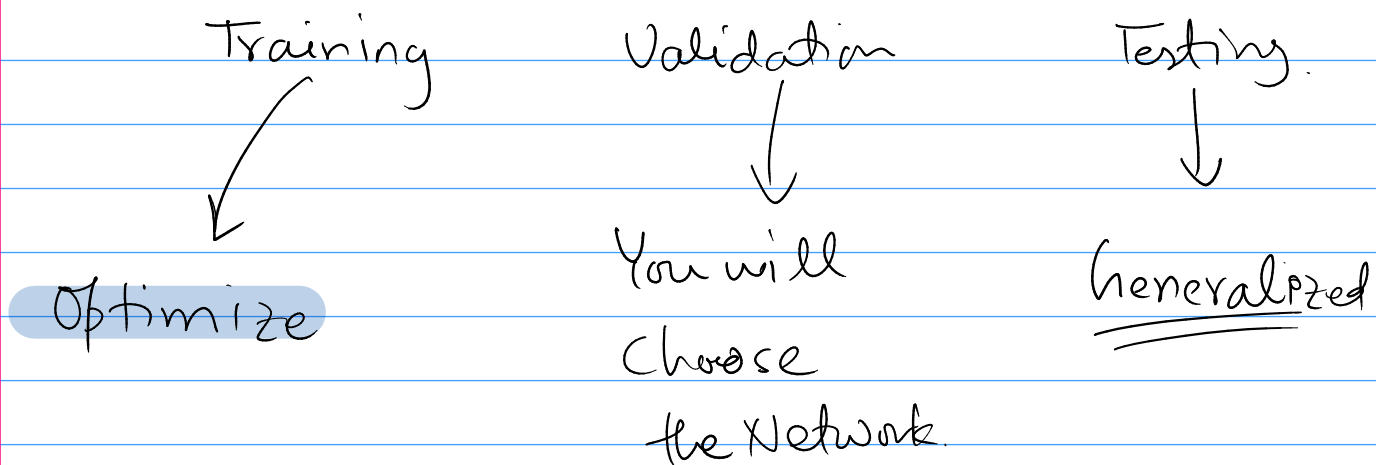 Training Validation Testing.
Optimize
You will
Choose
the Network.
Generalized